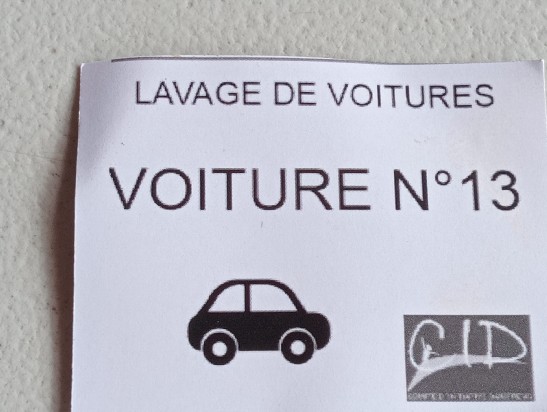 LAVAGE DE VOITURES
VOITURE N°13
CID